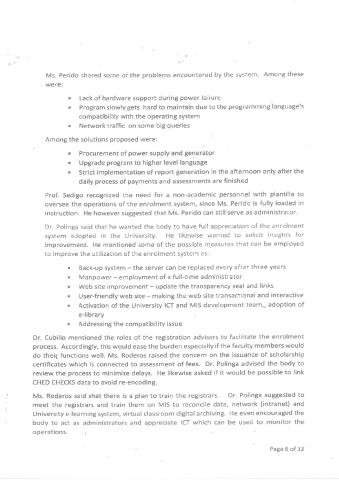 Ms. Perido shared some of the problems encountered by the system. Among these
were:
• Lack of hardware support during power failure
• Program slowly gets hard to maintain due to the programming language's
compatibility with the operating system
• Network traffic on some big queries
Among the solutions proposed were:
• Procurement of power supply and generator
• Upgrade program to higher level language
• Strict implementation of report generation in the afternoon only after the
daily process of payments and assessments are finished
Prof. Sedigo recognized the need for a non-academic personnel with plantilla to
oversee the operations of the enrolment system, since Ms. Perido is fully loaded in
instruction. He however suggested that Ms. Perido can still serve as administrator.
Dr. Polinga said that he wanted the body to have full appreciation of the enrolment
system adopted in the University. He likewise wanted to solicit insights for
improvement. He mentioned some of the possible measures that can be employed
to improve the utilization of the enrolment system as:
• Back-up system – the server can be replaced every after three years
• Manpower – employment of a full-time administrator
• Web site improvement – update the transparency seal and links
• User-friendly web site – making the web site transactional and interactive
• Activation of the University ICT and MIS development team,, adoption of
e-library
• Addressing the compatibility issue
Dr. Cubillo mentioned the roles of the registration advisers to facilitate the enrolment
process. Accordingly, this would ease the burden especially if the faculty members would
do their functions well. Ms. Roderos raised the concern on the issuance of scholarship
certificates which is connected to assessment of fees. Dr. Polinga advised the body to
review the process to minimize delays. He likewise asked if it would be possible to link
CHED CHECKS data to avoid re-encoding.
Ms. Roderos said that there is a plan to train the registrars. Dr. Polinga suggested to
meet the registrars and train them on MIS to reconcile data, network (intranet) and
University e-learning system, virtual classroom digital archiving. He even encouraged the
body to act as administrators and appreciate ICT which can be used to monitor the
operations.
Page 6 of 12